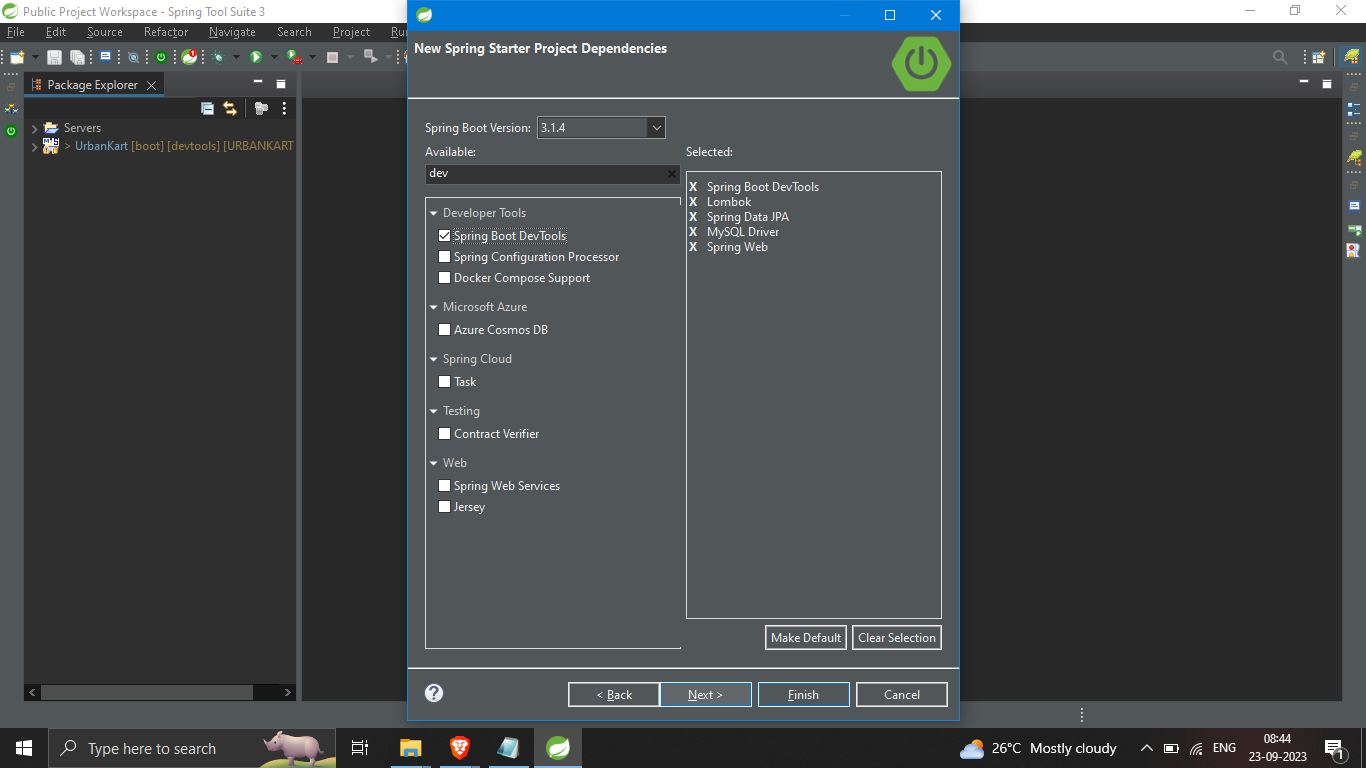 Public Project Workspace - Spring Tool Suite 3
File Edit Source Refactor Navigate Search Project Ru
Package Explorer
Servers
> UrbanKart [boot] [devtools] [URBANKART
New Spring Starter Project Dependencies
Spring Boot Version: 3.1.4
Available:
dev
Developer Tools
Spring Boot DevTools
Spring Configuration Processor
Docker Compose Support
Microsoft Azure
Azure Cosmos DB
Spring Cloud
Task
Testing
Contract Verifier
Web
Spring Web Services
Jersey
Selected:
X Spring Boot DevTools
X Lombok
X Spring Data JPA
X MySQL Driver
X Spring Web
Make Default Clear Selection
< Back Next > Finish Cancel
Type here to search
26°C Mostly cloudy
ENG
08:44
23-09-2023
1